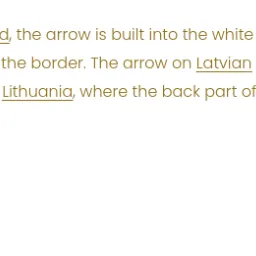 d, the arrow is built into the white
the border. The arrow on Latvian
Lithuania, where the back part of